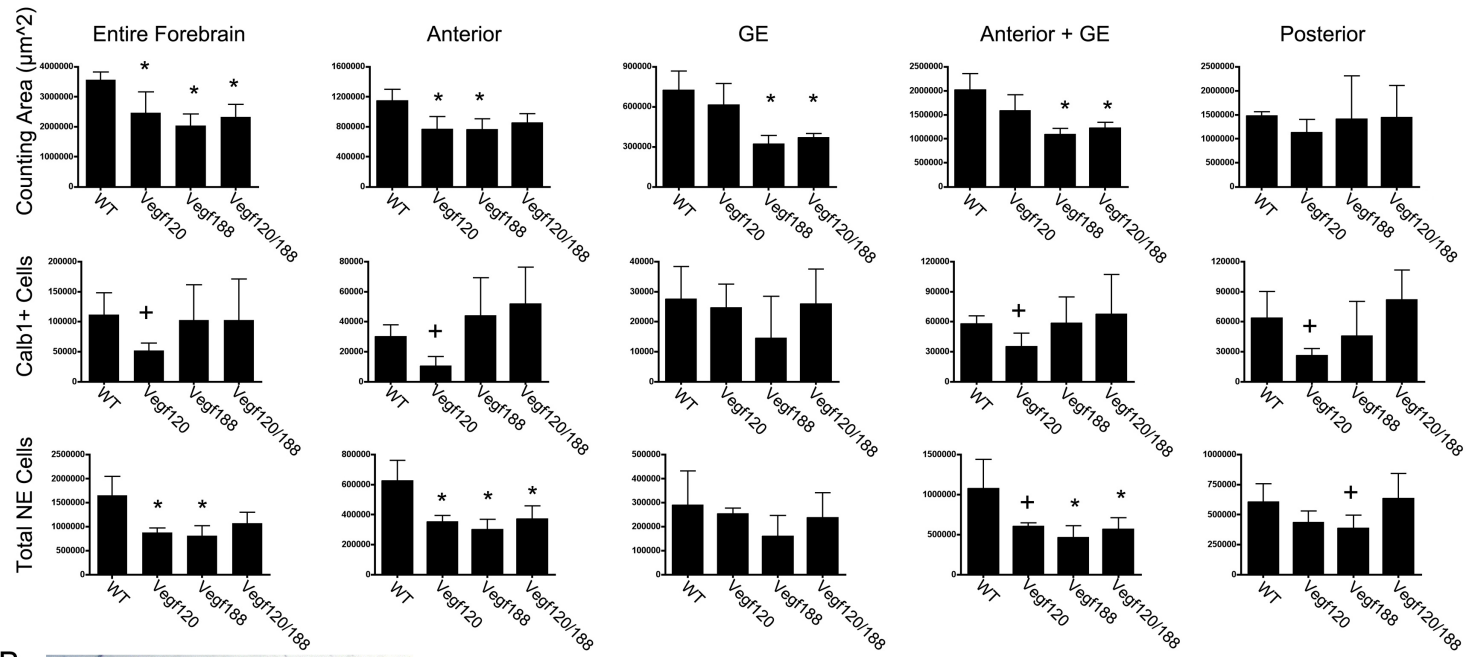 Entire Forebrain
Anterior
GE
Anterior + GE
Posterior
Counting Area (µm^2)
4000000
3000000
2000000
1000000
0
*
*
*
WT
Vegf120
Vegf188
Vegf120/188
1600000
1200000
800000
400000
0
*
*
WT
Vegf120
Vegf188
Vegf120/188
900000
600000
300000
0
*
*
WT
Vegf120
Vegf188
Vegf120/188
2500000
2000000
1500000
1000000
500000
0
*
*
WT
Vegf120
Vegf188
Vegf120/188
2500000
2000000
1500000
1000000
500000
0
WT
Vegf120
Vegf188
Vegf120/188
Calb1+ Cells
200000
150000
100000
50000
0
+
WT
Vegf120
Vegf188
Vegf120/188
80000
60000
40000
20000
0
+
WT
Vegf120
Vegf188
Vegf120/188
40000
30000
20000
10000
0
WT
Vegf120
Vegf188
Vegf120/188
120000
90000
60000
30000
0
+
WT
Vegf120
Vegf188
Vegf120/188
120000
90000
60000
30000
0
+
WT
Vegf120
Vegf188
Vegf120/188
Total NE Cells
2500000
2000000
1500000
1000000
500000
0
*
*
WT
Vegf120
Vegf188
Vegf120/188
800000
600000
400000
200000
0
*
*
*
WT
Vegf120
Vegf188
Vegf120/188
500000
400000
300000
200000
100000
0
WT
Vegf120
Vegf188
Vegf120/188
1500000
1000000
500000
0
+
*
*
WT
Vegf120
Vegf188
Vegf120/188
1000000
750000
500000
250000
0
+
WT
Vegf120
Vegf188
Vegf120/188